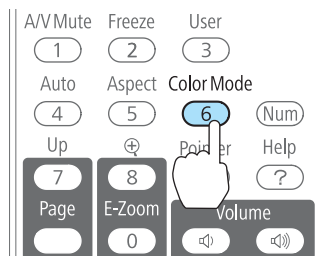 A/V Mute Freeze User
1 2 3
Auto Aspect Color Mode
4 5 6 Num
Up Pointer Help
7 8 ?
Page E-Zoom Volume
0